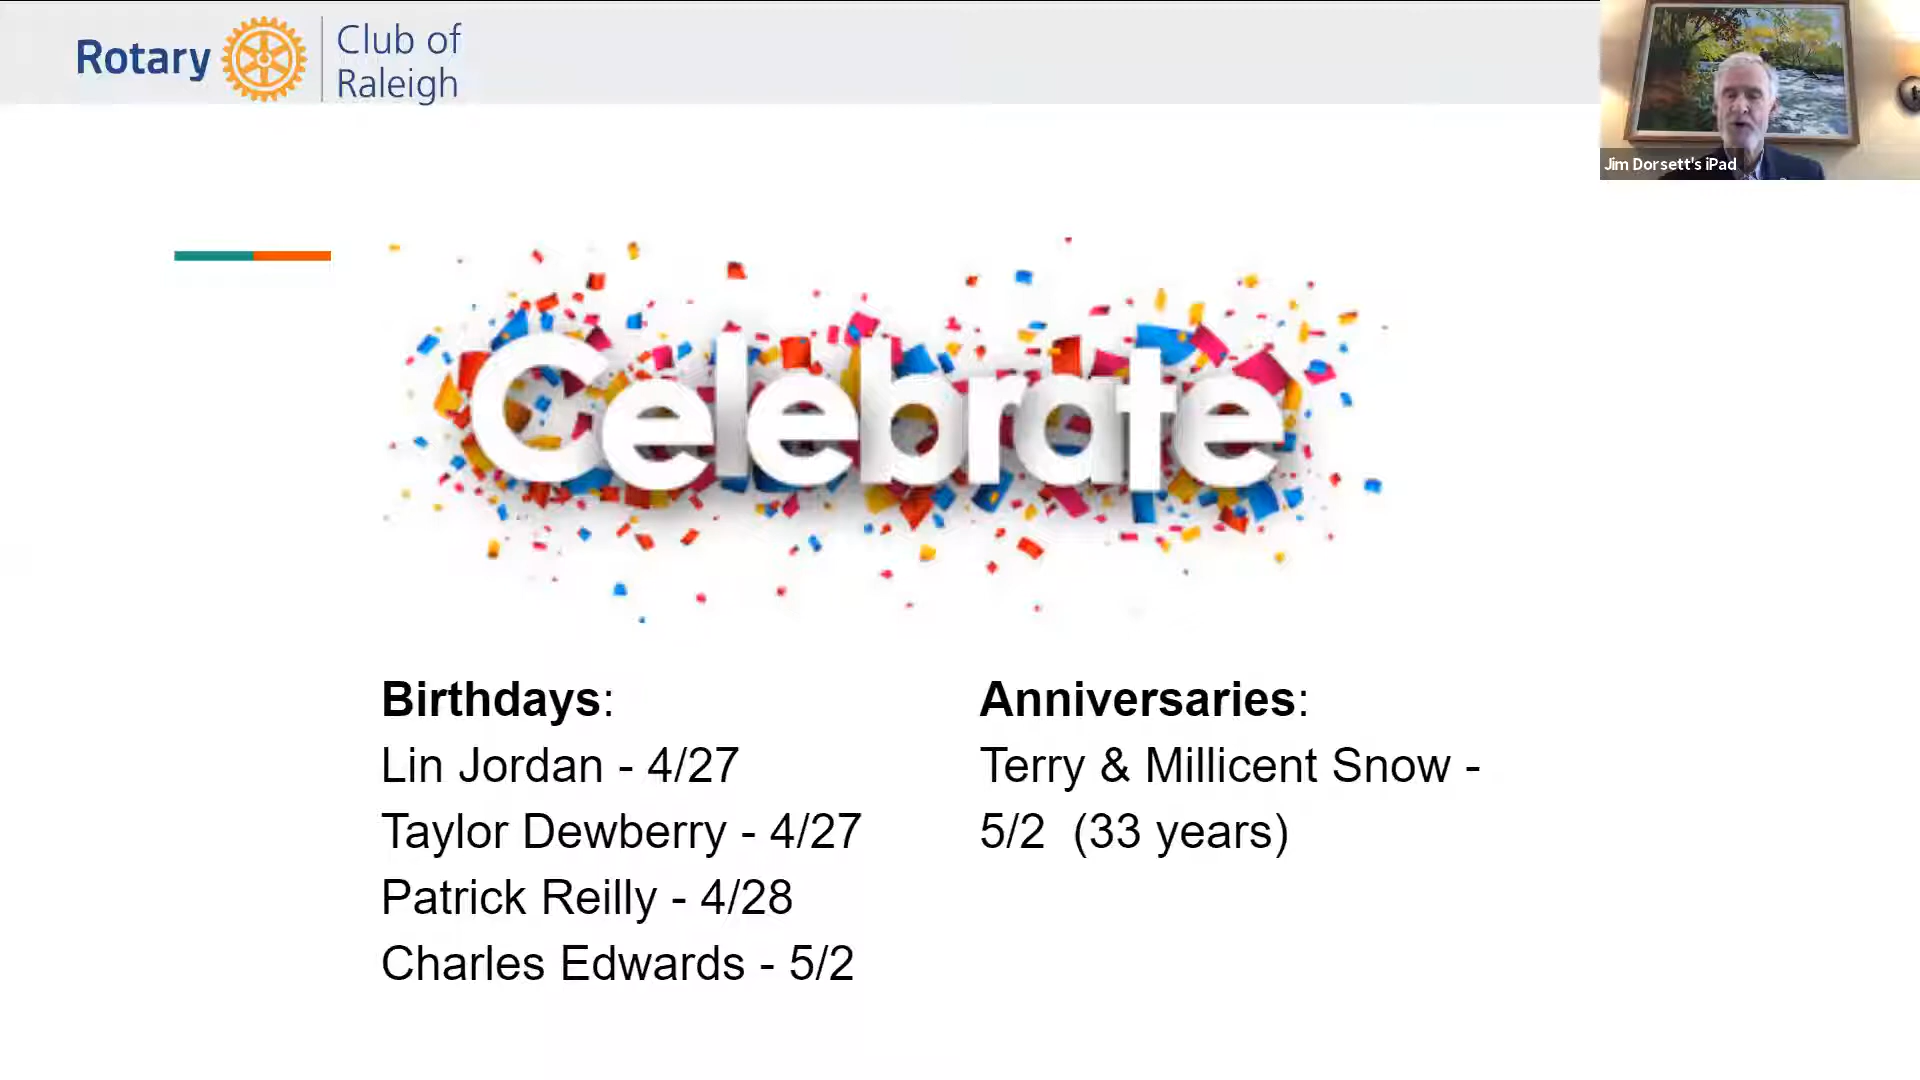 Rotary
Club of
Raleigh
Jim Dorsett's iPad
Celebrate
Birthdays:
Lin Jordan - 4/27
Taylor Dewberry - 4/27
Patrick Reilly - 4/28
Charles Edwards - 5/2
Anniversaries:
Terry & Millicent Snow -
5/2 (33 years)